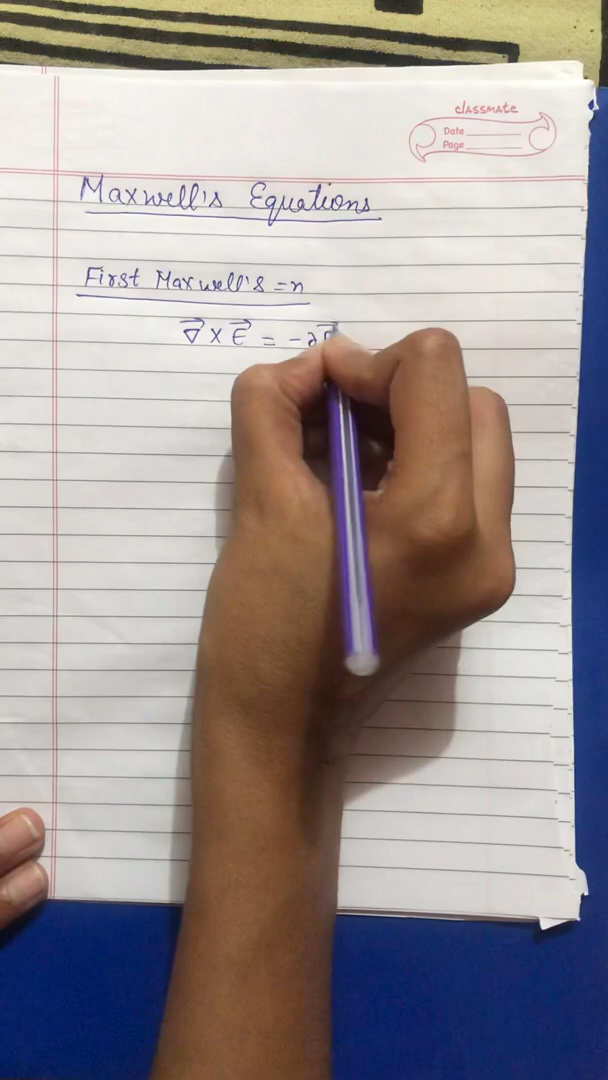 classmate
Date
Page
Maxwell's Equations
First Maxwell's =n
∇⃗ × E⃗ = -∂